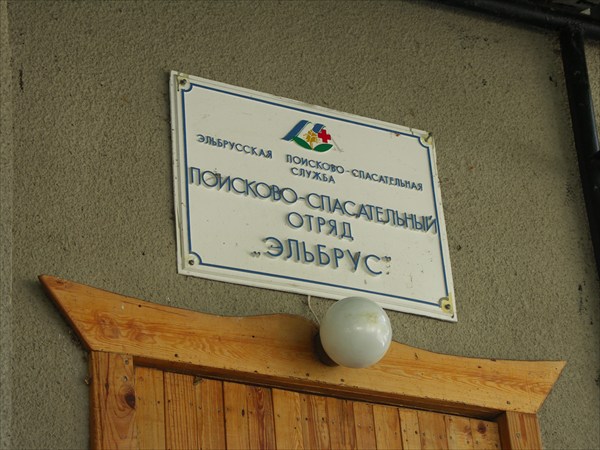 ЭЛЬБРУССКАЯ ПОИСКОВО-СПАСАТЕЛЬНАЯ
СЛУЖБА
ПОИСКОВО-СПАСАТЕЛЬНЫЙ
ОТРЯД
„ЭЛЬБРУС"